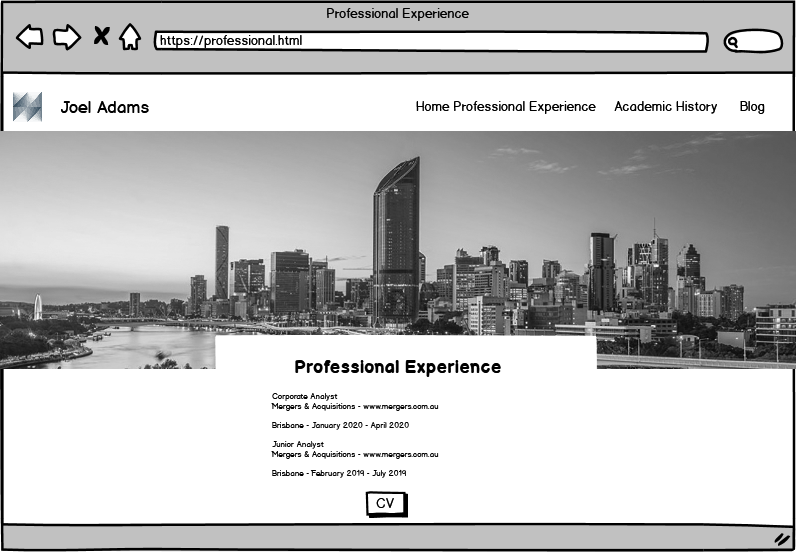 Professional Experience
https://professional.html
Joel Adams
Home Professional Experience Academic History Blog
Professional Experience
Corporate Analyst
Mergers & Acquisitions - www.mergers.com.au
Brisbane - January 2020 - April 2020
Junior Analyst
Mergers & Acquisitions - www.mergers.com.au
Brisbane - February 2019 - July 2019
CV